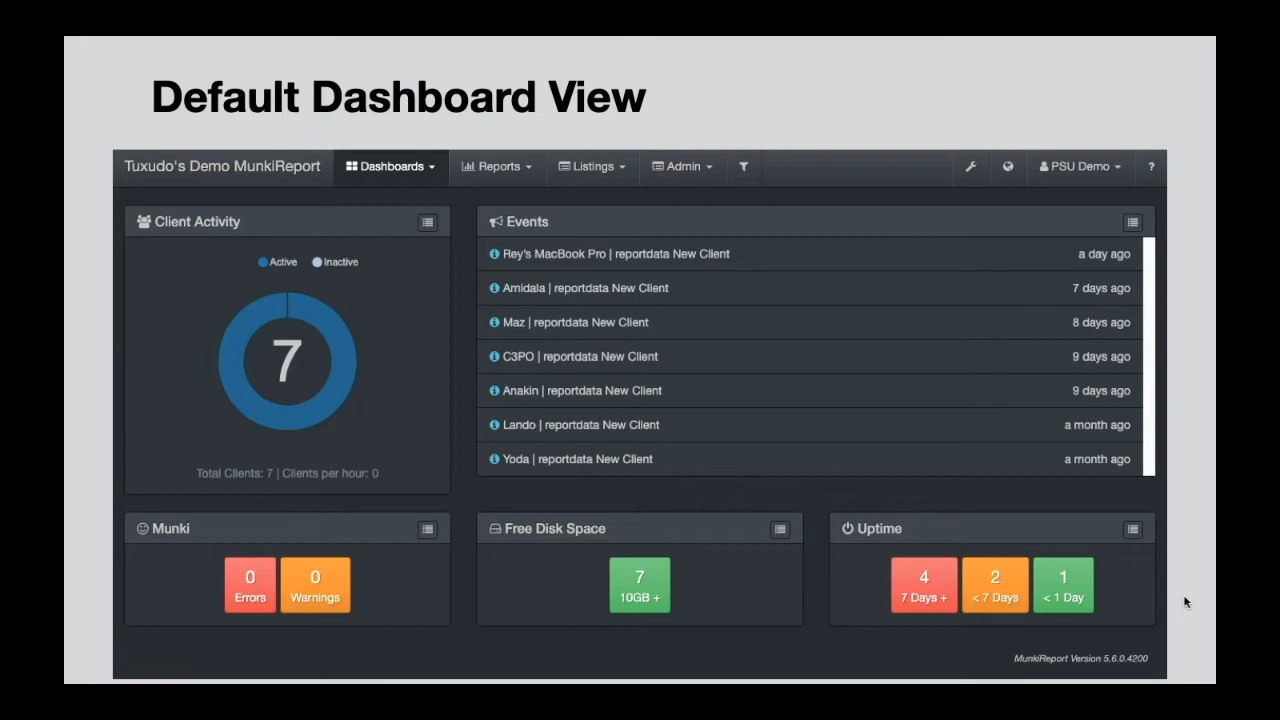 Default Dashboard View
Tuxudo's Demo MunkiReport Dashboards Reports Listings Admin PSU Demo ?
Client Activity
Active Inactive
7
Total Clients: 7 | Clients per hour: 0
Events
Rey's MacBook Pro | reportdata New Client a day ago
Amidala | reportdata New Client 7 days ago
Maz | reportdata New Client 8 days ago
C3PO | reportdata New Client 9 days ago
Anakin | reportdata New Client 9 days ago
Lando | reportdata New Client a month ago
Yoda | reportdata New Client a month ago
Munki
0 0
Errors Warnings
Free Disk Space
7
10GB +
Uptime
4 2 1
7 Days + < 7 Days < 1 Day
MunkiReport Version 5.6.0.4200